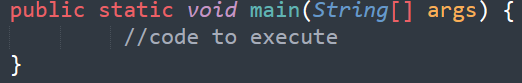 public static void main(String[] args) {
        //code to execute
}